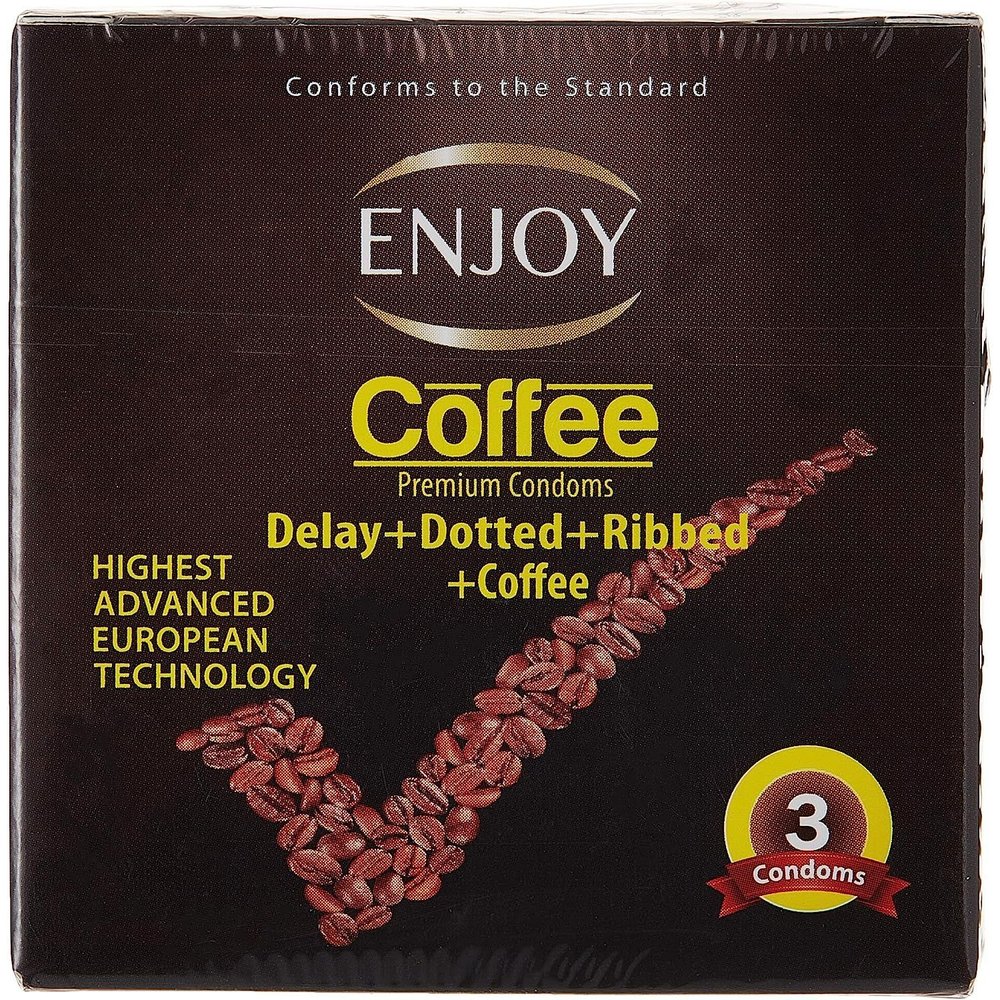 Conforms to the Standard
ENJOY
Coffee
Premium Condoms
Delay+Dotted+Ribbed
+Coffee
HIGHEST
ADVANCED
EUROPEAN
TECHNOLOGY
3
Condoms